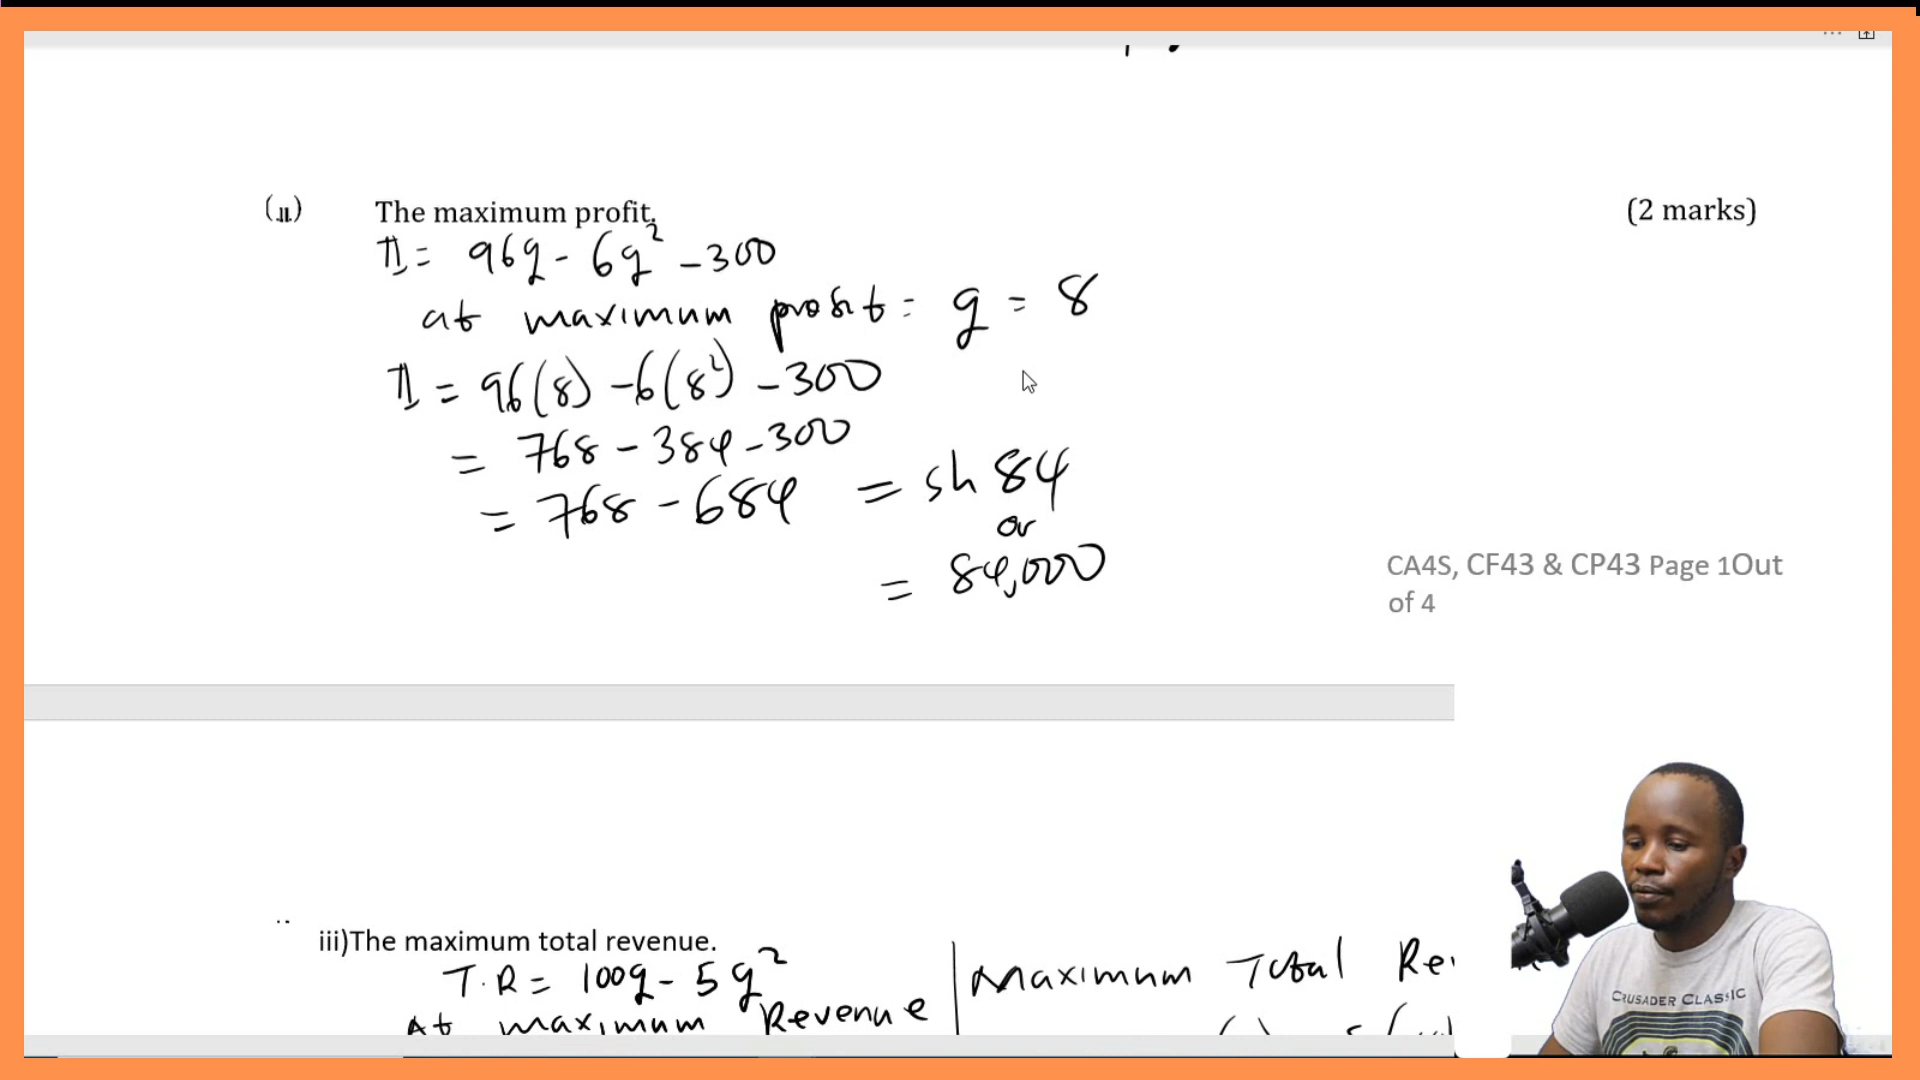 (ii) The maximum profit. (2 marks)
π = 96q - 6q² - 300
at maximum profit = q = 8
π = 96(8) - 6(8²) - 300
= 768 - 384 - 300
= 768 - 684 = sh 84
or
= 84,000
CA4S, CF43 & CP43 Page 1Out
of 4
iii)The maximum total revenue.
T.R = 100q - 5q²
At maximum Revenue
Maximum Total
CRUSADER CLASSIC